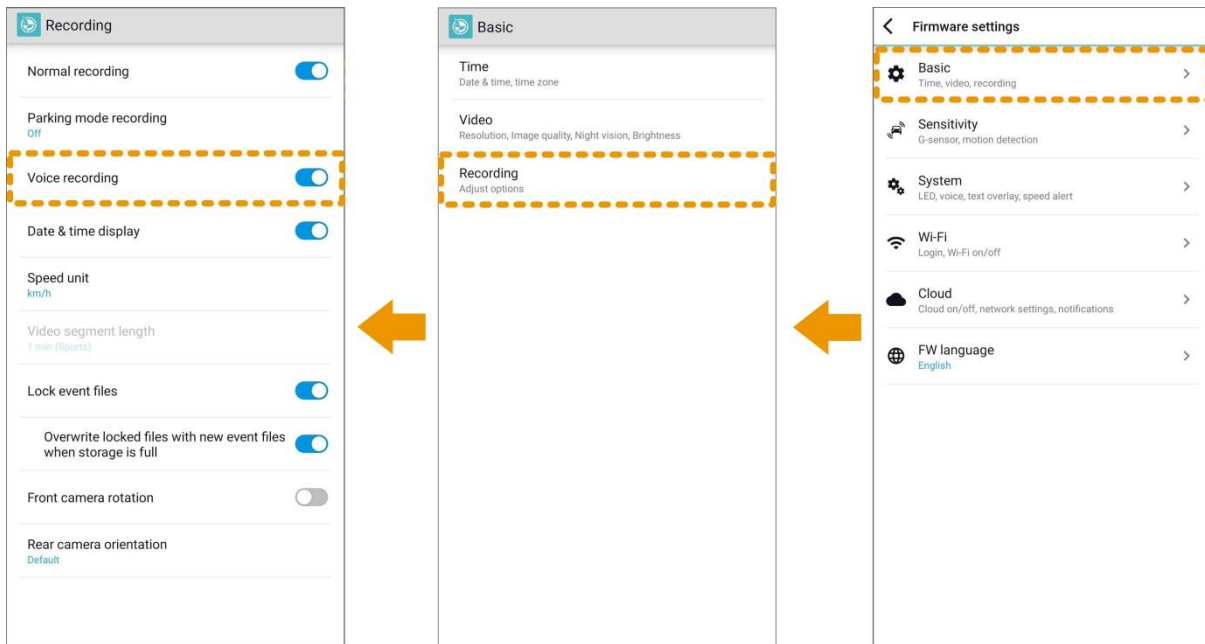 Recording
Normal recording
Parking mode recording
Off
Voice recording
Date & time display
Speed unit
km/h
Video segment length
1 min (Sports)
Lock event files
Overwrite locked files with new event files
when storage is full
Front camera rotation
Rear camera orientation
Default
Basic
Time
Date & time, time zone
Video
Resolution, Image quality, Night vision, Brightness
Recording
Adjust options
Firmware settings
Basic
Time, video, recording
Sensitivity
G-sensor, motion detection
System
LED, voice, text overlay, speed alert
Wi-Fi
Login, Wi-Fi on/off
Cloud
Cloud on/off, network settings, notifications
FW language
English